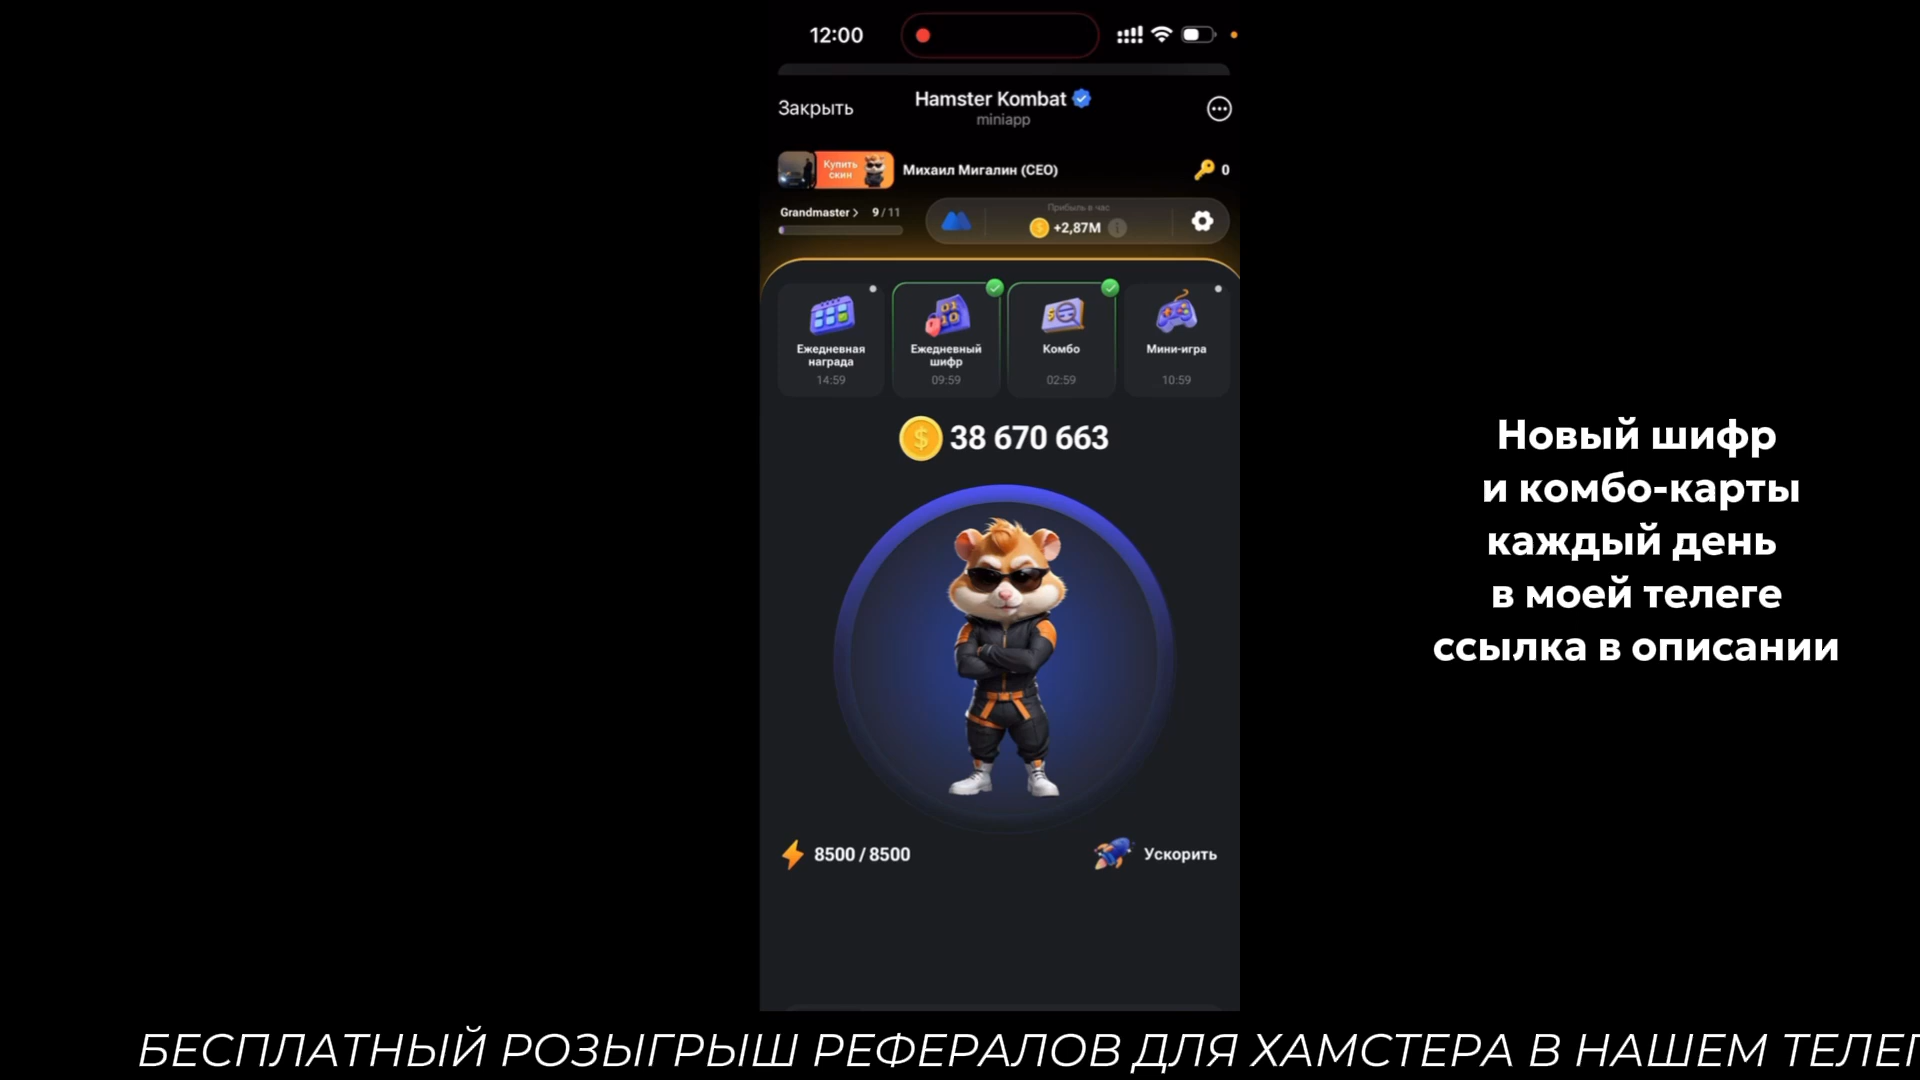 12:00
Закрыть
Hamster Kombat
miniapp
Купить
скин
Михаил Мигалин (CEO)
0
Grandmaster > 9 / 11
Прибыль в час
+2,87M
Ежедневная
награда
14:59
Ежедневный
шифр
09:59
Комбо
02:59
Мини-игра
10:59
38 670 663
8500 / 8500
Ускорить
Новый шифр
и комбо-карты
каждый день
в моей телеге
ссылка в описании
БЕСПЛАТНЫЙ РОЗЫГРЫШ РЕФЕРАЛОВ ДЛЯ ХАМСТЕРА В НАШЕМ ТЕЛЕГ